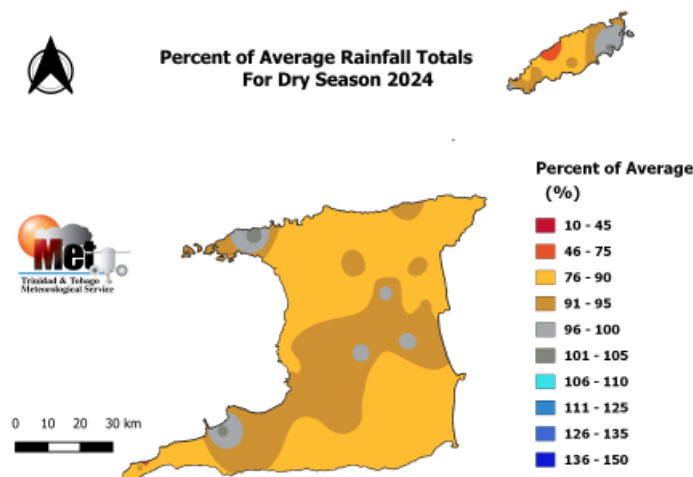 Percent of Average Rainfall Totals
For Dry Season 2024
Percent of Average
(%)
10 - 45
46 - 75
76 - 90
91 - 95
96 - 100
101 - 105
106 - 110
111 - 125
126 - 135
136 - 150
Met
Trinidad & Tobago
Meteorological Service
0 10 20 30 km